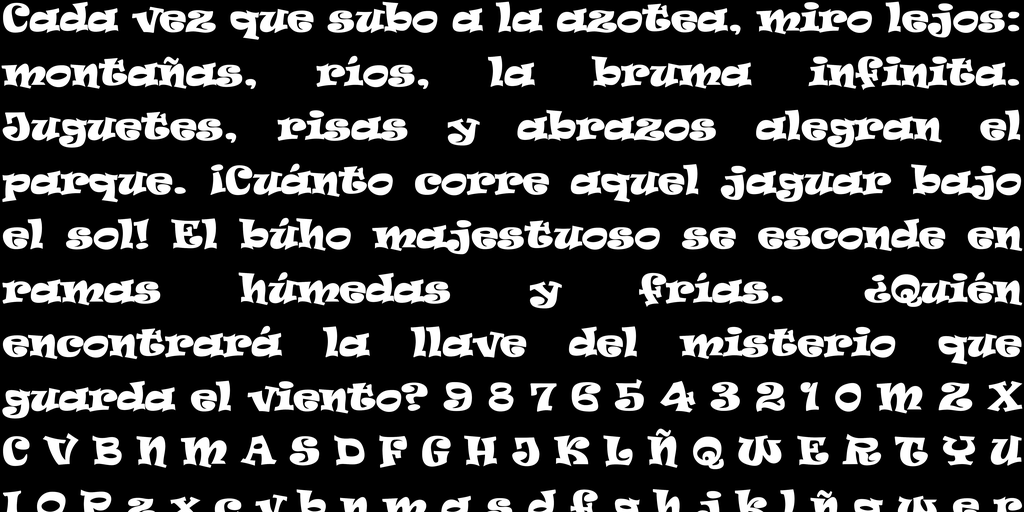 Cada vez que subo a la azotea, miro lejos:
montañas, ríos, la bruma infinita.
Juguetes, risas y abrazos alegran el
parque. ¡Cuánto corre aquel jaguar bajo
el sol! El búho majestuoso se esconde en
ramas húmedas y frías. ¿Quién
encontrará la llave del misterio que
guarda el viento? 9 8 7 6 5 4 3 2 1 0 M Z X
C V B N M A S D F G H J K L Ñ Q W E R T Y U
I O P z x c v b n m a s d f g h j k l ñ q w e r